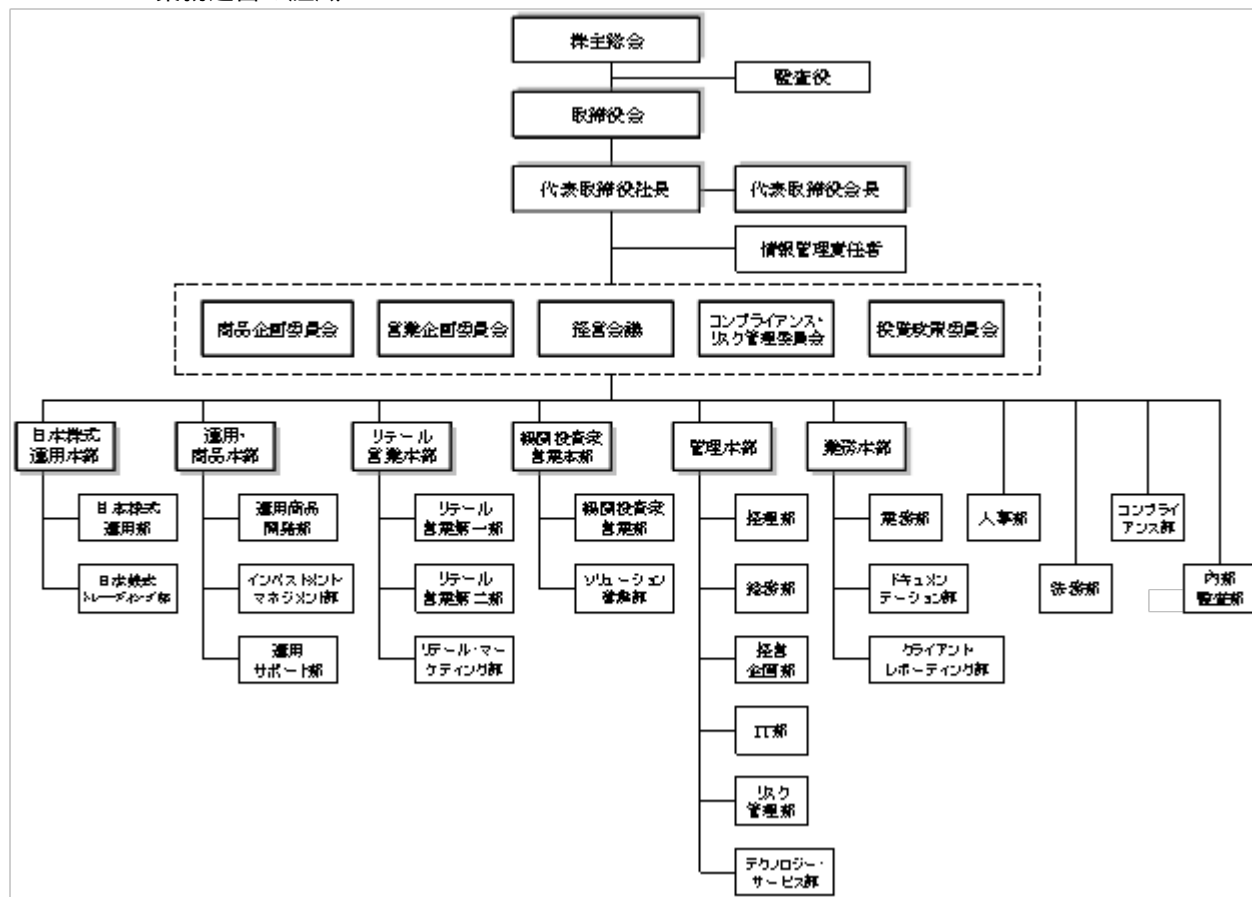 株主総会
監査役
取締役会
代表取締役社長
代表取締役会長
情報管理責任者
商品企画委員会
営業企画委員会
経営会議
コンプライアンス・
リスク管理委員会
投資政策委員会
日本株式
運用本部
運用・
商品本部
リテール
営業本部
機関投資家
営業本部
管理本部
業務本部
日本株式
運用部
運用商品
開発部
リテール
営業第一部
機関投資家
営業部
経理部
業務部
人事部
コンプライ
アンス部
日本株式
トレーディング部
インベストメント
マネジメント部
リテール
営業第二部
ソリューション
営業部
総務部
ドキュメン
テーション部
法務部
内部
監査部
運用
サポート部
リテール・マー
ケティング部
経営
企画部
クライアント
レポーティング部
IT部
リスク
管理部
テクノロジー・
サービス部